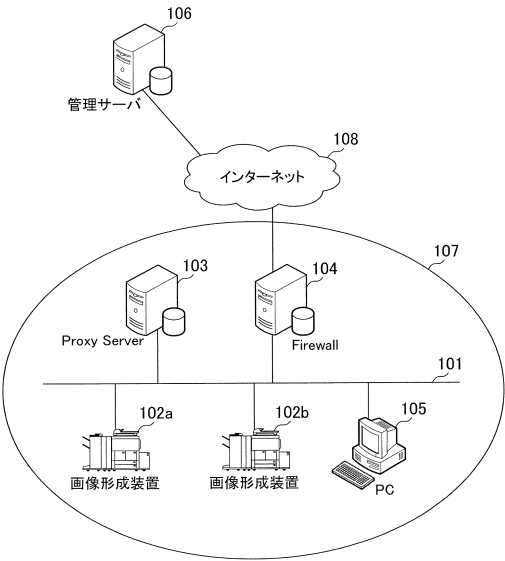 106
管理サーバ
108
インターネット
107
103
104
Proxy Server
Firewall
101
102a
102b
105
画像形成装置
画像形成装置
PC